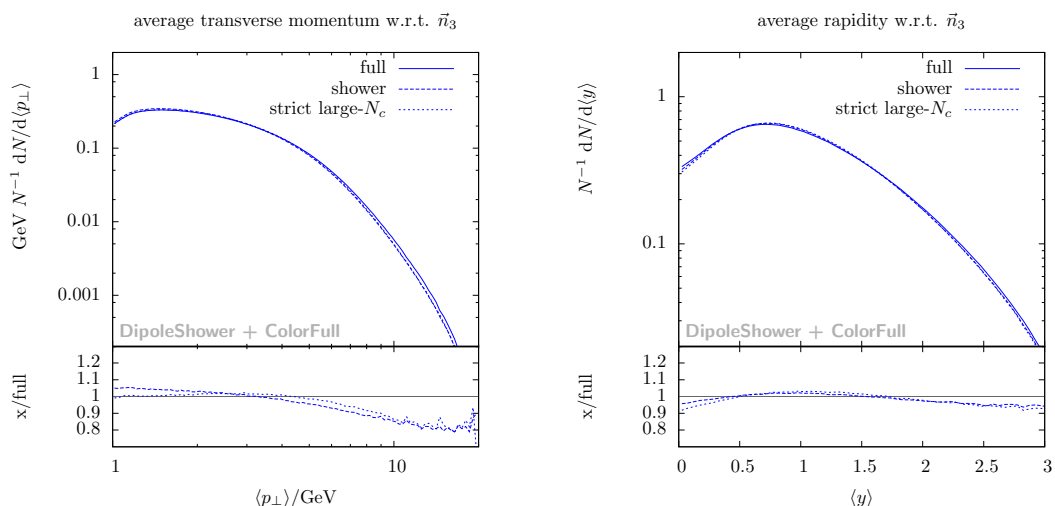 average transverse momentum w.r.t. n⃗₃
GeV N⁻¹ dN/d⟨p⊥⟩
1
0.1
0.01
0.001
full
shower
strict large-N_c
DipoleShower + ColorFull
x/full
1.2
1.1
1
0.9
0.8
1
10
⟨p⊥⟩/GeV
average rapidity w.r.t. n⃗₃
N⁻¹ dN/d⟨y⟩
1
0.1
full
shower
strict large-N_c
DipoleShower + ColorFull
x/full
1.2
1.1
1
0.9
0.8
0
0.5
1
1.5
2
2.5
3
⟨y⟩